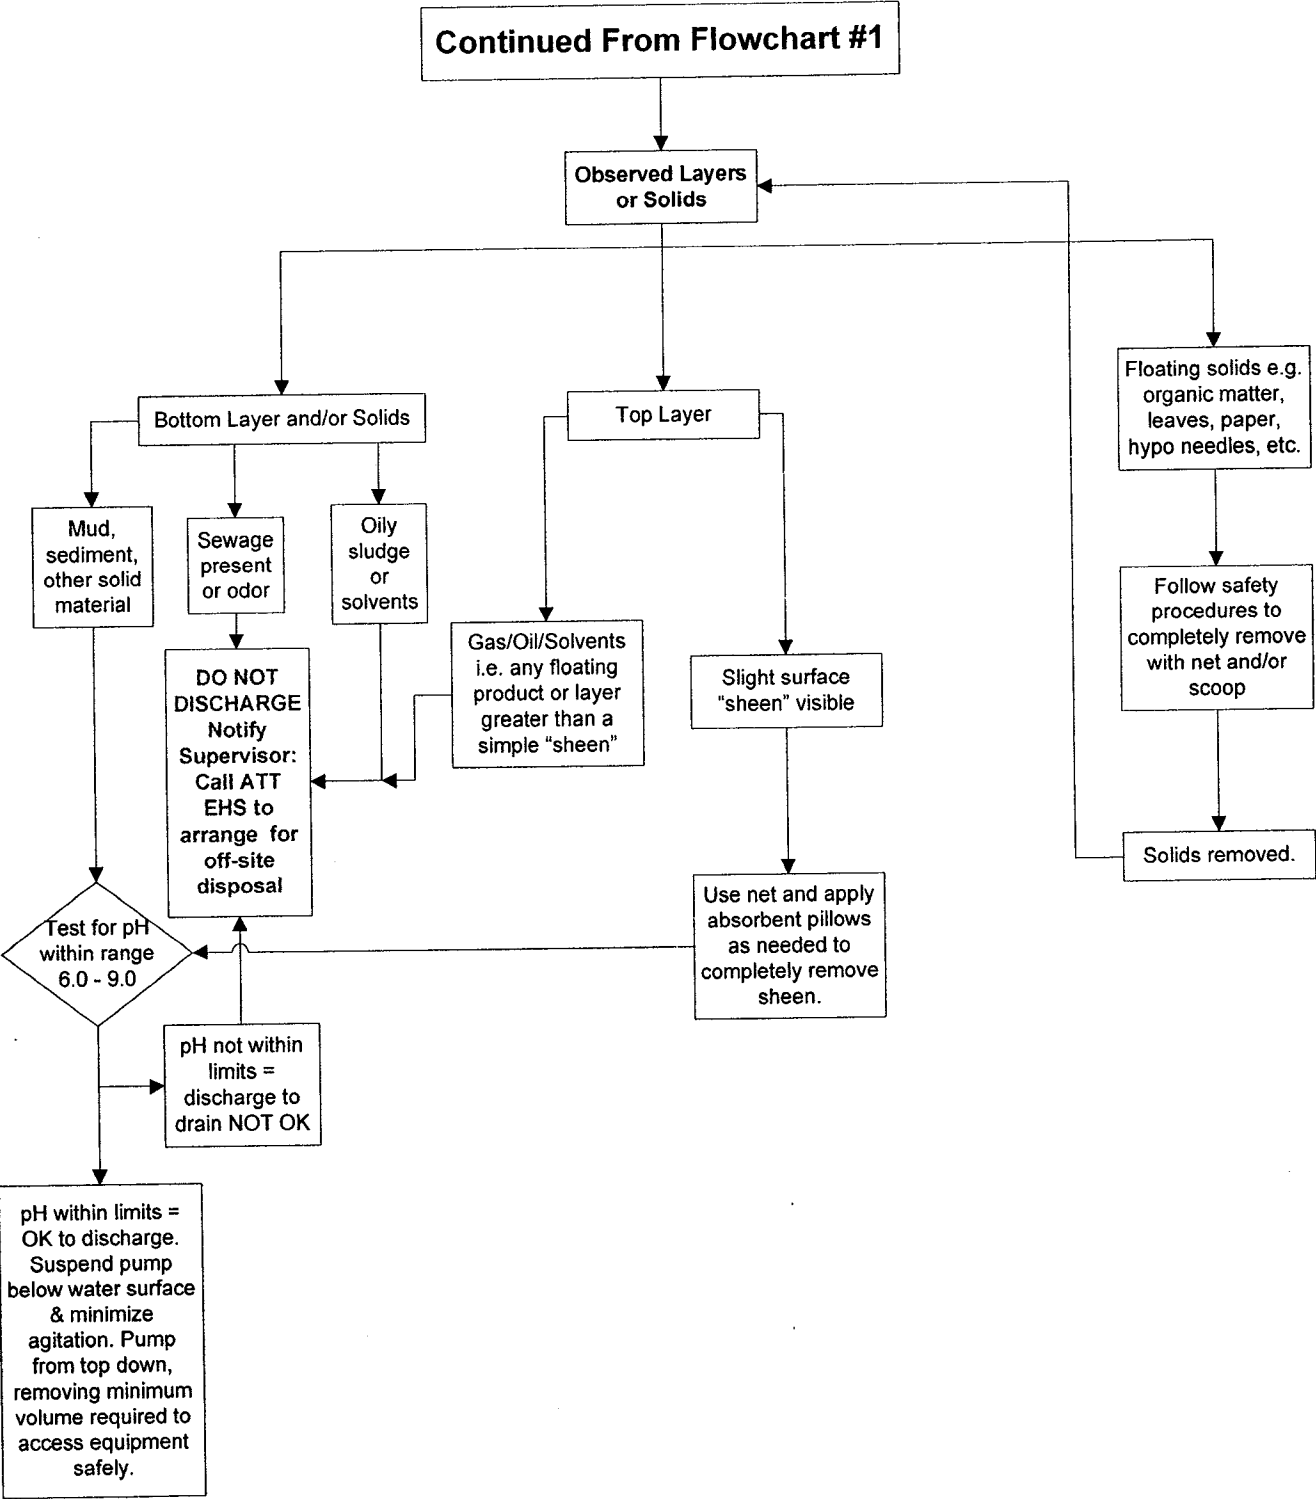 Continued From Flowchart #1
Observed Layers
or Solids
Bottom Layer and/or Solids
Top Layer
Floating solids e.g.
organic matter,
leaves, paper,
hypo needles, etc.
Mud,
sediment,
other solid
material
Sewage
present
or odor
Oily
sludge
or
solvents
Gas/Oil/Solvents
i.e. any floating
product or layer
greater than a
simple “sheen”
Slight surface
“sheen” visible
Follow safety
procedures to
completely remove
with net and/or
scoop
DO NOT
DISCHARGE
Notify
Supervisor:
Call ATT
EHS to
arrange for
off-site
disposal
Solids removed.
Use net and apply
absorbent pillows
as needed to
completely remove
sheen.
Test for pH
within range
6.0 - 9.0
pH not within
limits =
discharge to
drain NOT OK
pH within limits =
OK to discharge.
Suspend pump
below water surface
& minimize
agitation. Pump
from top down,
removing minimum
volume required to
access equipment
safely.